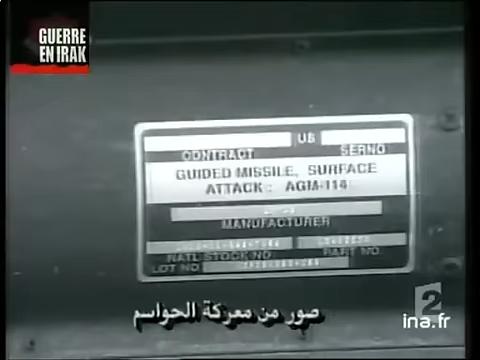 GUERRE
EN IRAK
US
CONTRACT
SERNO
GUIDED MISSILE, SURFACE
ATTACK: AGM-114
MANUFACTURER
NATL STOCK NO.
PART NO.
LOT NO
صور من معركة الحواسم
2
ina.fr